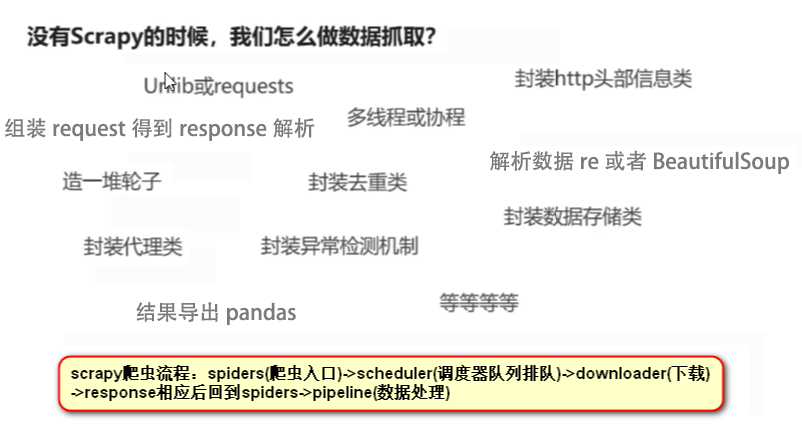 没有Scrapy的时候，我们怎么做数据抓取？
Urllib或requests
封装http头部信息类
组装 request 得到 response 解析
多线程或协程
解析数据 re 或者 BeautifulSoup
造一堆轮子
封装去重类
封装数据存储类
封装代理类
封装异常检测机制
结果导出 pandas
等等等等
scrapy爬虫流程：spiders(爬虫入口)->scheduler(调度器队列排队)->downloader(下载)
->response相应后回到spiders->pipeline(数据处理)